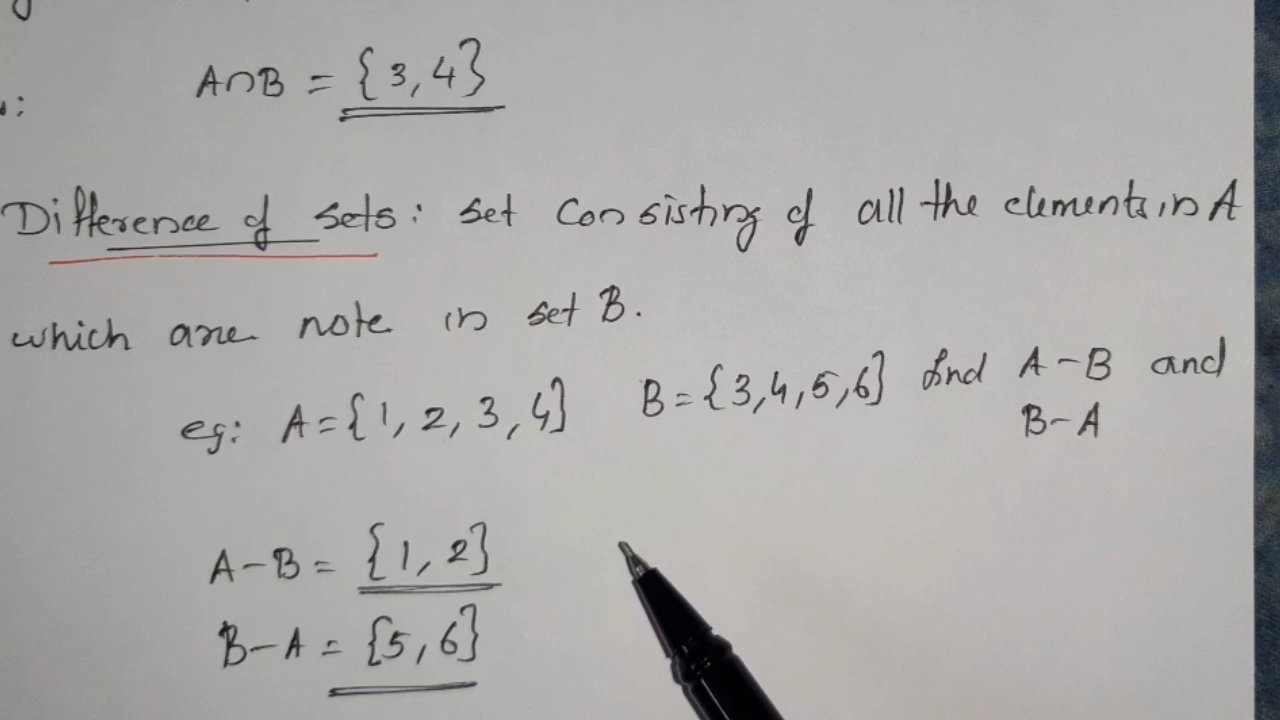 A∩B = {3,4}
Difference of sets: set consisting of all the elements in A
which are note in set B.
eg: A={1, 2, 3, 4} B={3,4,5,6} find A-B and
B-A
A-B = {1, 2}
B-A = {5,6}